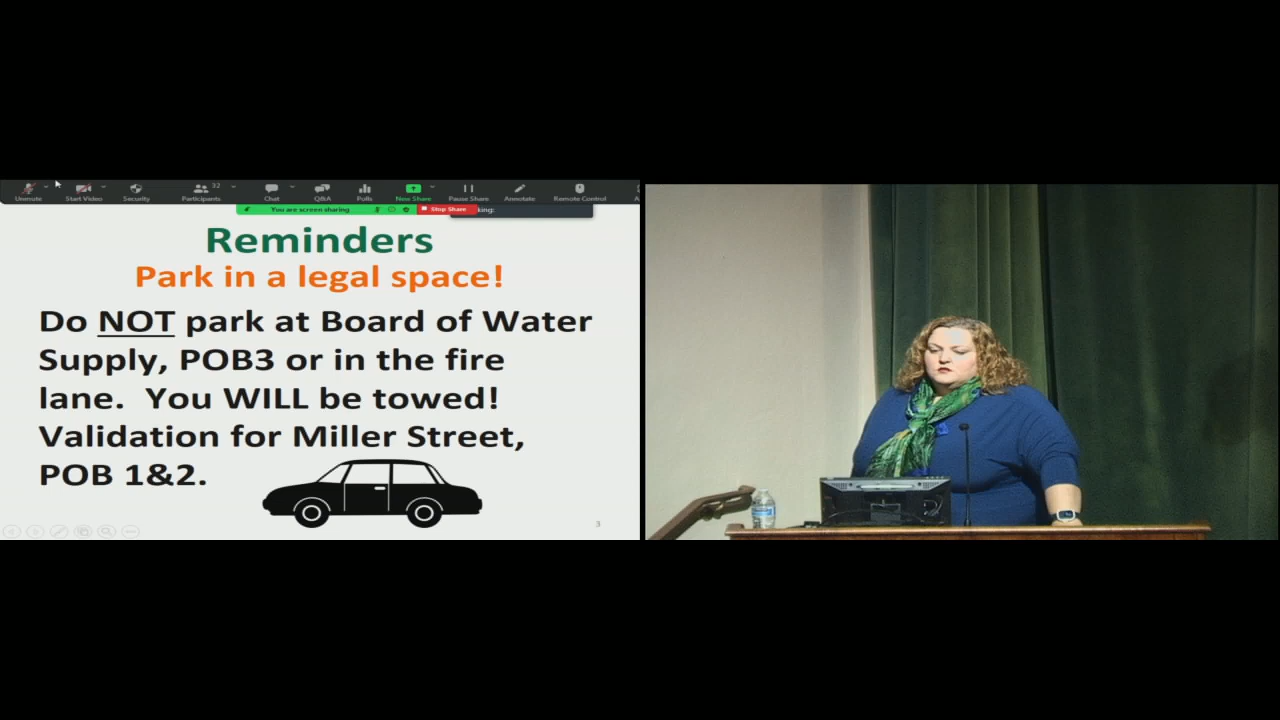 32
Unmute
Start Video
Security
Participants
Chat
Q&A
Polls
New Share
Pause Share
Annotate
Remote Control
You are screen sharing
Stop Share
king:
Reminders
Park in a legal space!
Do NOT park at Board of Water
Supply, POB3 or in the fire
lane. You WILL be towed!
Validation for Miller Street,
POB 1&2.
3